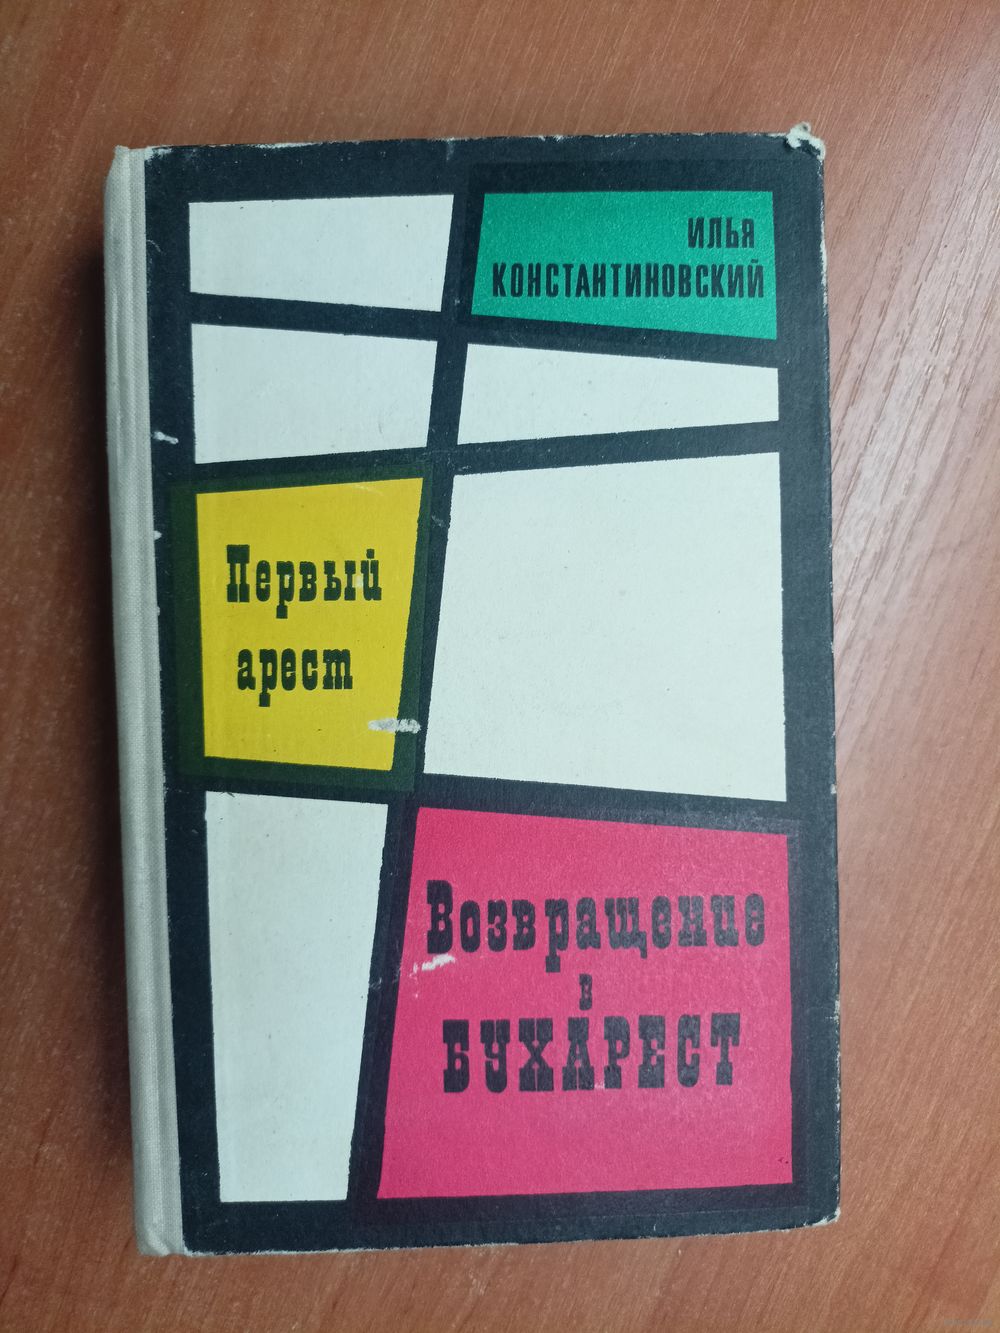 ИЛЬЯ
КОНСТАНТИНОВСКИЙ
Первый
арест
Возвращение
в
БУХАРЕСТ